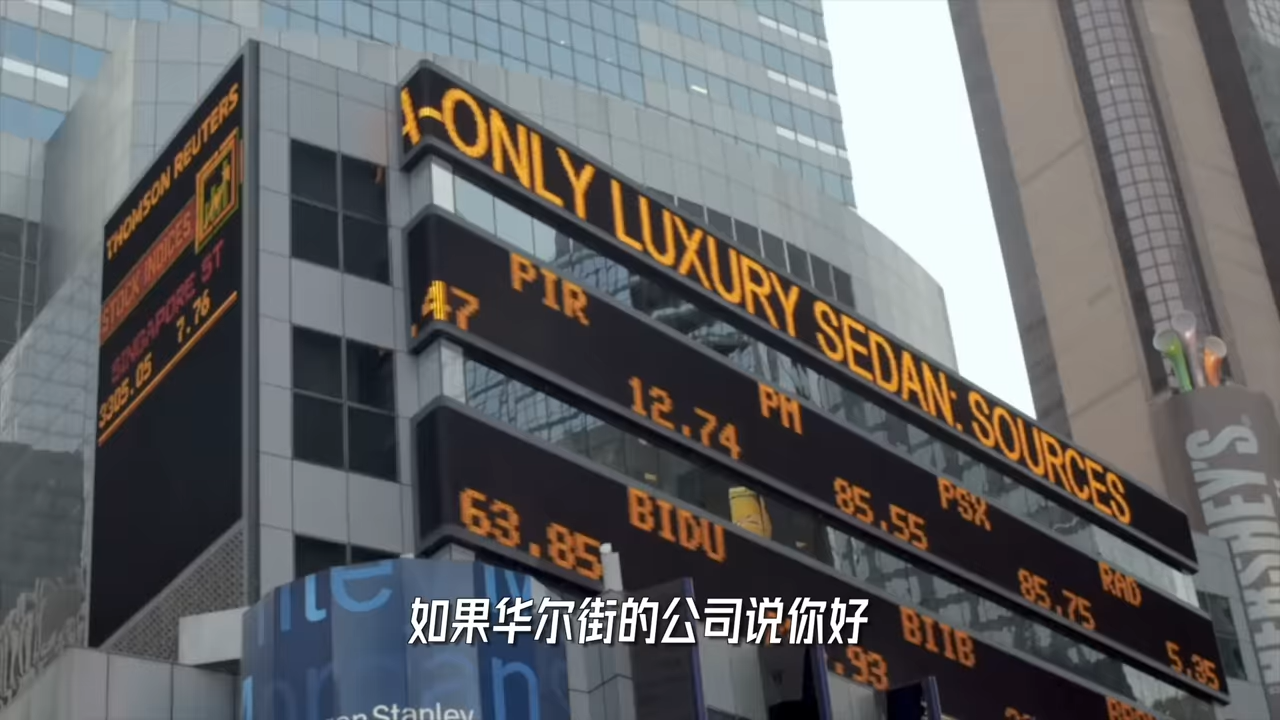 THOMSON REUTERS
STOCK INDICES
SINGAPORE ST
3305.05 7.76
-ONLY LUXURY SEDAN: SOURCES
.47 PIR 12.74 PM 85.55 PSX 85.75 RAD 5.35
63.85 BIDU .93 BIIB
HERSHEY'S
Stanley
如果华尔街的公司说你好